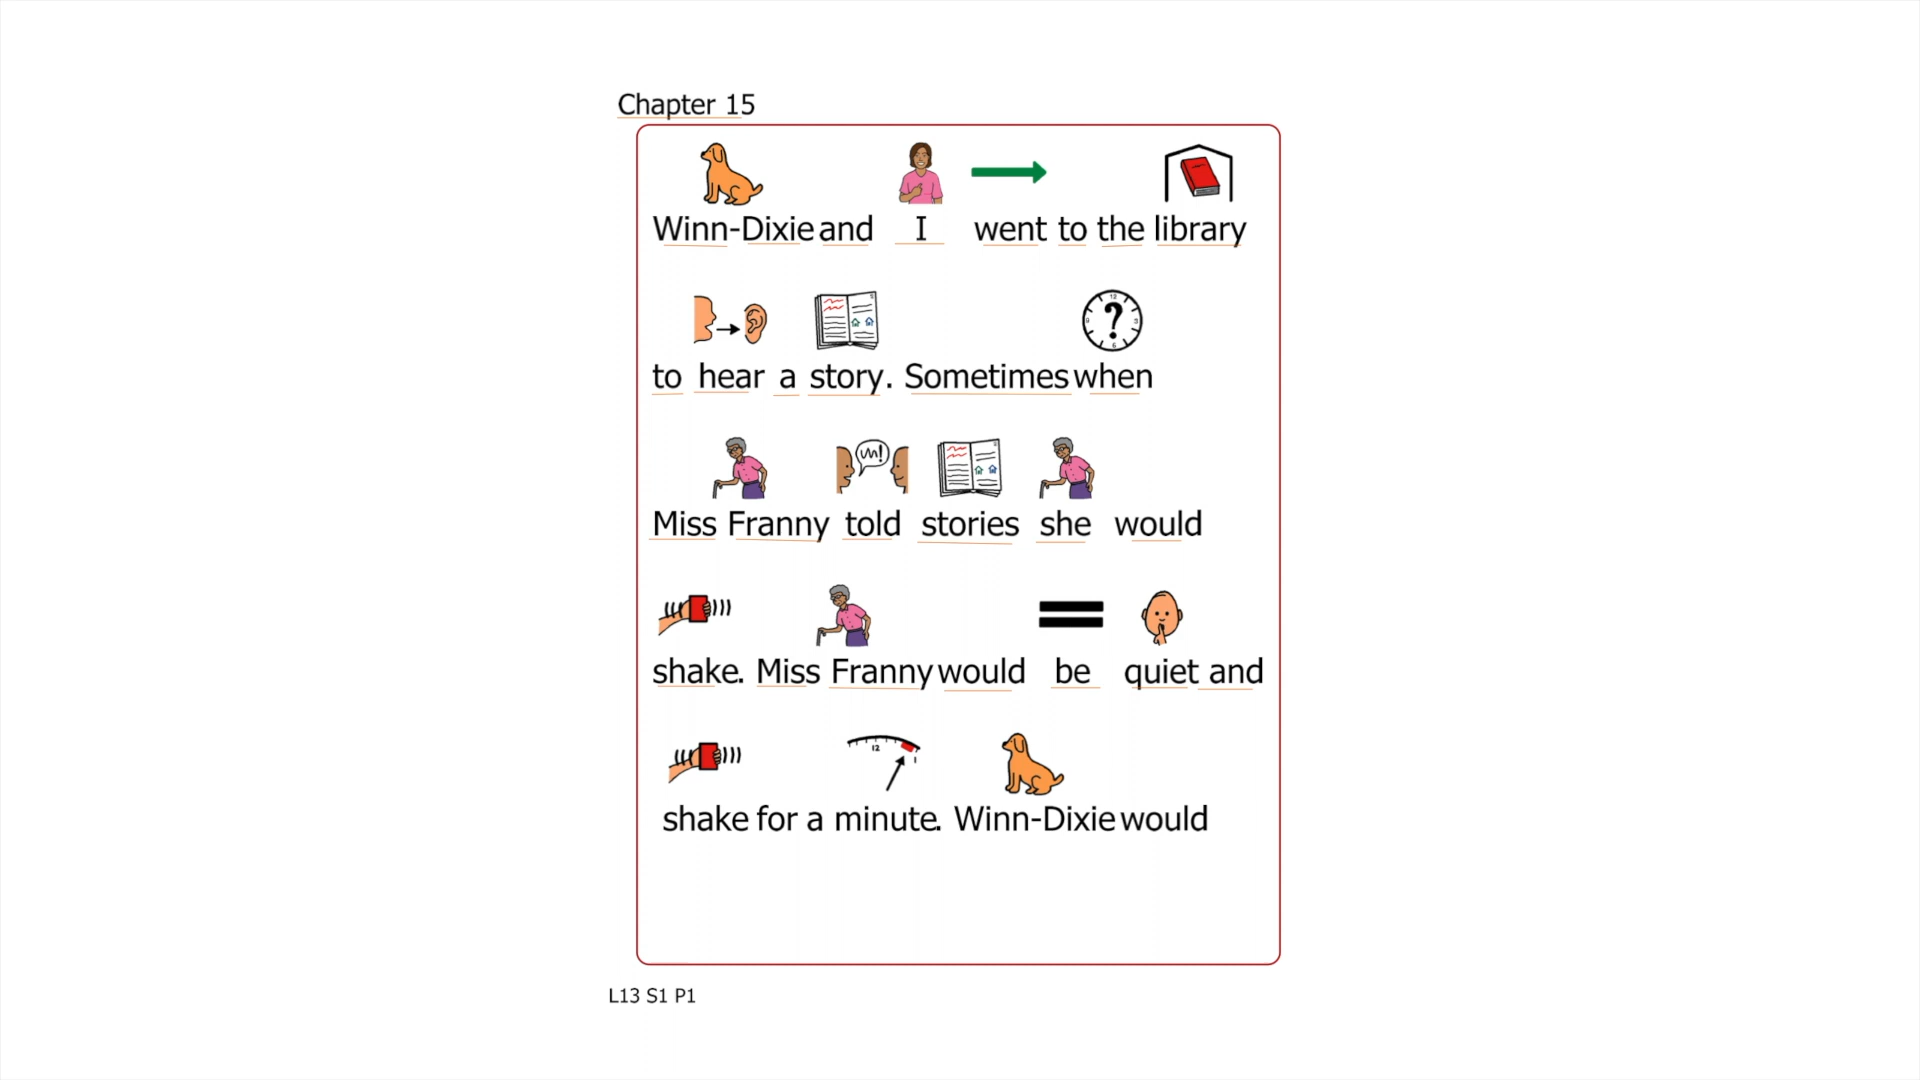 Chapter 15
Winn-Dixie and I went to the library
to hear a story. Sometimes when
Miss Franny told stories she would
shake. Miss Franny would be quiet and
shake for a minute. Winn-Dixie would
L13 S1 P1